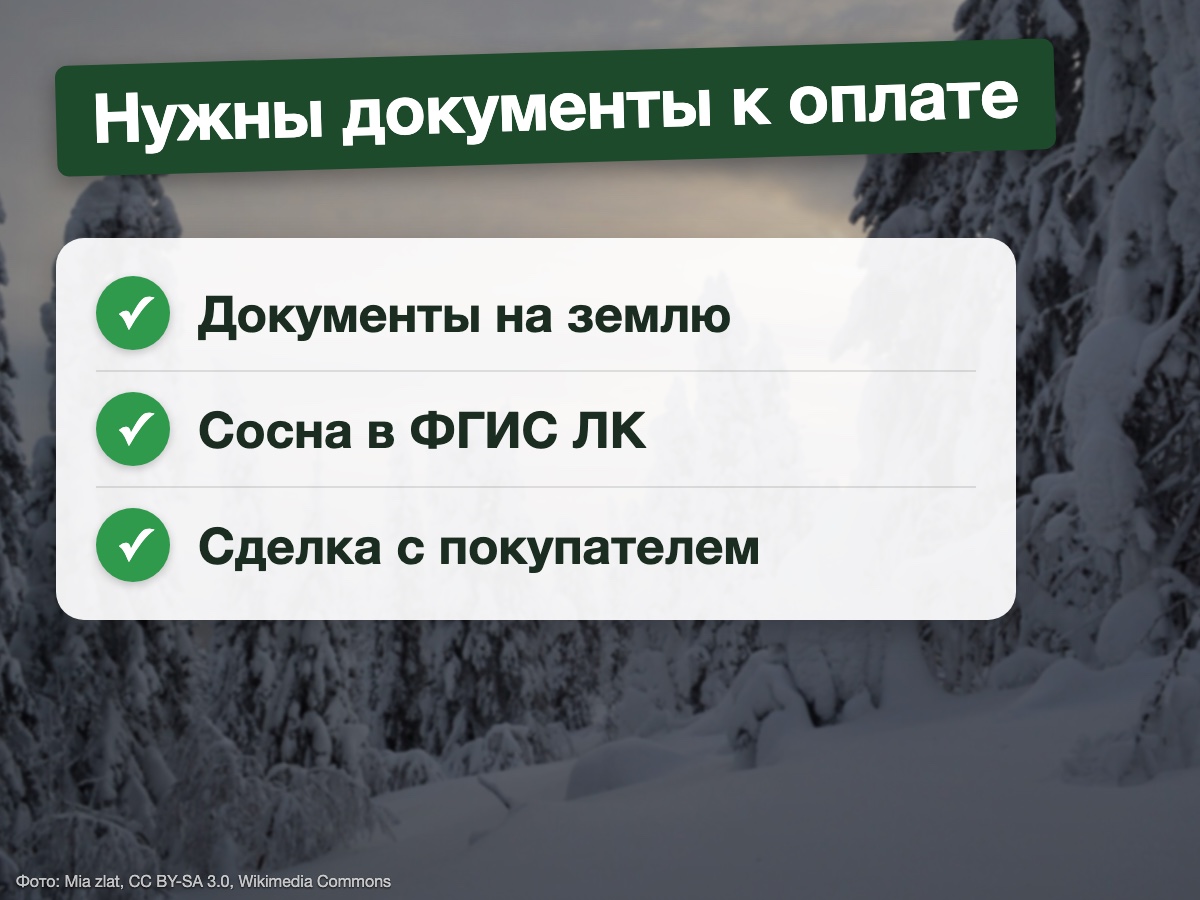 Нужны документы к оплате
Документы на землю
Сосна в ФГИС ЛК
Сделка с покупателем
Фото: Mia zlat, CC BY-SA 3.0, Wikimedia Commons